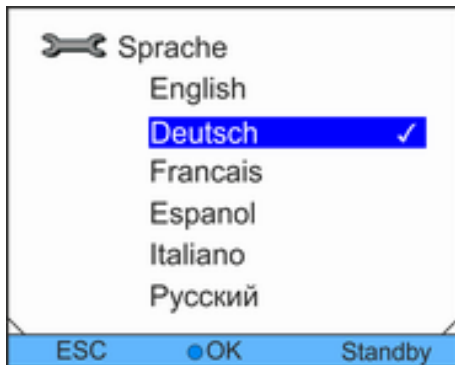 Sprache
English
Deutsch ✓
Francais
Espanol
Italiano
Русский
ESC OK Standby